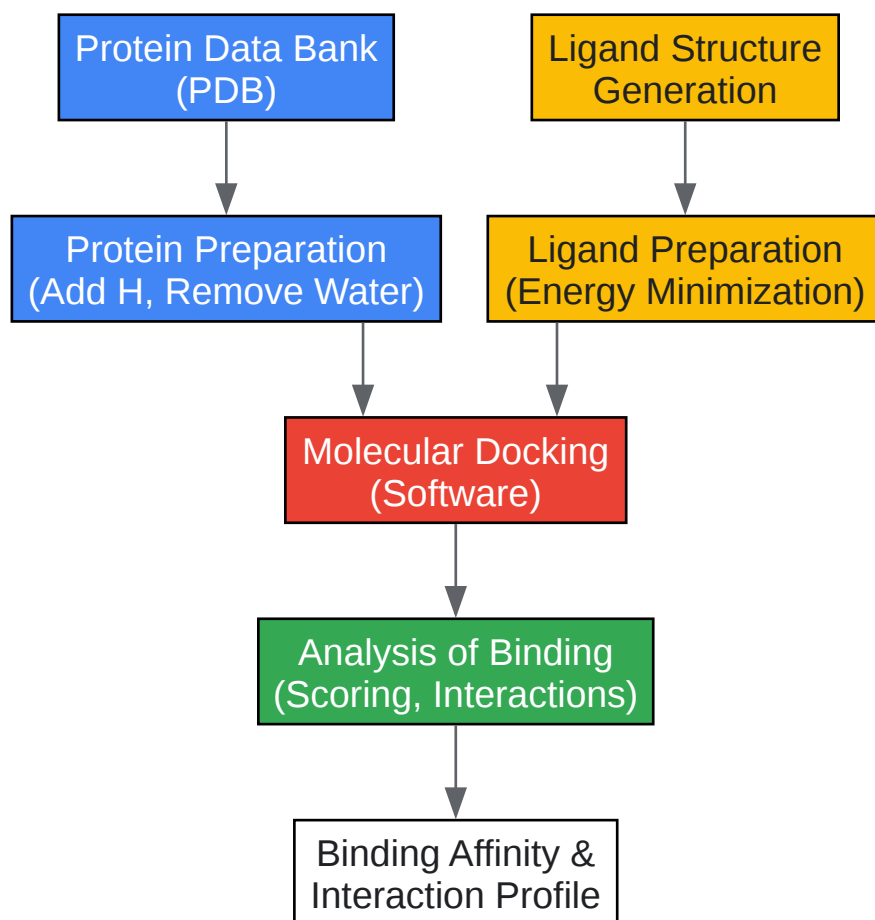 Protein Data Bank
(PDB)
Ligand Structure
Generation
Protein Preparation
(Add H, Remove Water)
Ligand Preparation
(Energy Minimization)
Molecular Docking
(Software)
Analysis of Binding
(Scoring, Interactions)
Binding Affinity &
Interaction Profile